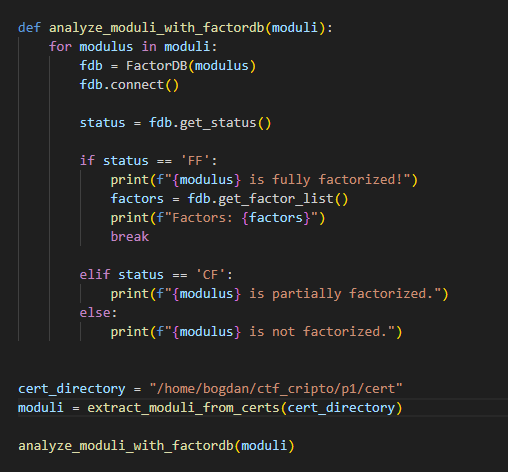 def analyze_moduli_with_factordb(moduli):
    for modulus in moduli:
        fdb = FactorDB(modulus)
        fdb.connect()

        status = fdb.get_status()

        if status == 'FF':
            print(f"{modulus} is fully factorized!")
            factors = fdb.get_factor_list()
            print(f"Factors: {factors}")
            break

        elif status == 'CF':
            print(f"{modulus} is partially factorized.")
        else:
            print(f"{modulus} is not factorized.")


cert_directory = "/home/bogdan/ctf_cripto/p1/cert"
moduli = extract_moduli_from_certs(cert_directory)

analyze_moduli_with_factordb(moduli)